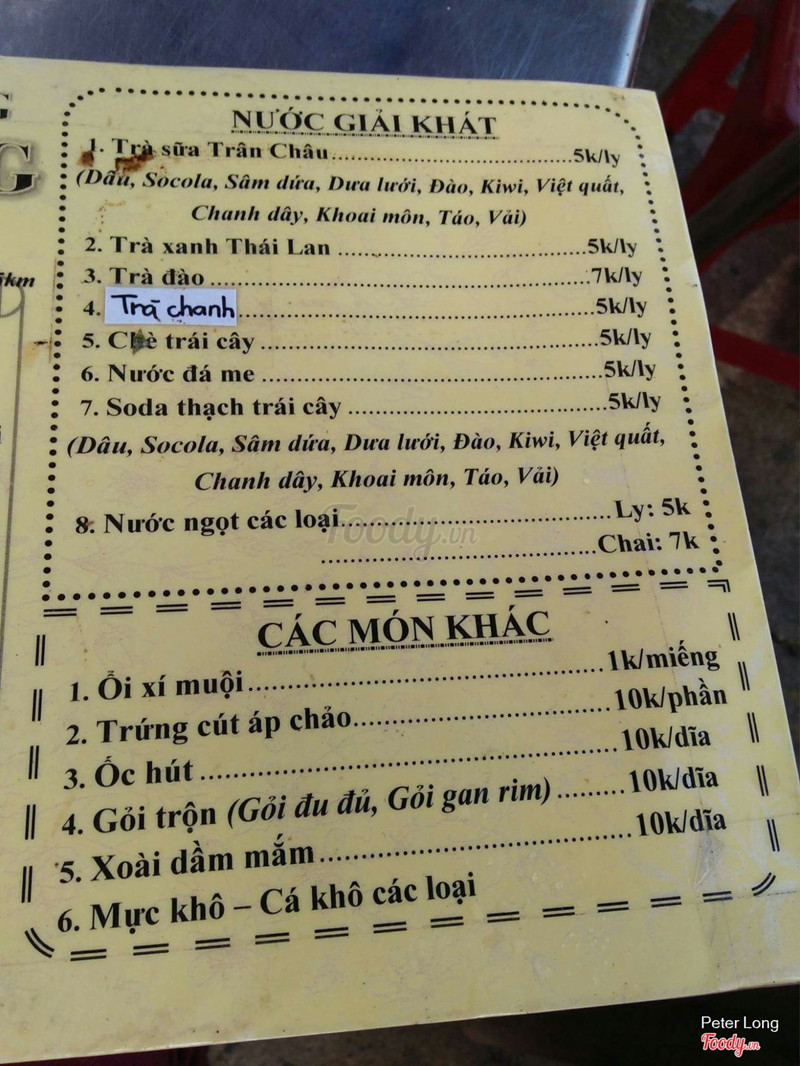 NƯỚC GIẢI KHÁT
1. Trà sữa Trân Châu..............................5k/ly
(Dâu, Socola, Sâm dứa, Dưa lưới, Đào, Kiwi, Việt quất,
Chanh dây, Khoai môn, Táo, Vải)
2. Trà xanh Thái Lan ..............................5k/ly
3. Trà đào..............................7k/ly
4. Trà chanh..............................5k/ly
5. Chè trái cây..............................5k/ly
6. Nước đá me ..............................5k/ly
7. Soda thạch trái cây ..............................5k/ly
(Dâu, Socola, Sâm dứa, Dưa lưới, Đào, Kiwi, Việt quất,
Chanh dây, Khoai môn, Táo, Vải)
8. Nước ngọt các loại..............................Ly: 5k
..............................Chai: 7k
CÁC MÓN KHÁC
1. Ổi xí muội..............................1k/miếng
2. Trứng cút áp chảo..............................10k/phần
3. Ốc hút ..............................10k/dĩa
4. Gỏi trộn (Gỏi đu đủ, Gỏi gan rim) .........10k/dĩa
5. Xoài dầm mắm..............................10k/dĩa
6. Mực khô – Cá khô các loại
km
G
Foody.vn
Peter Long
Foody.vn